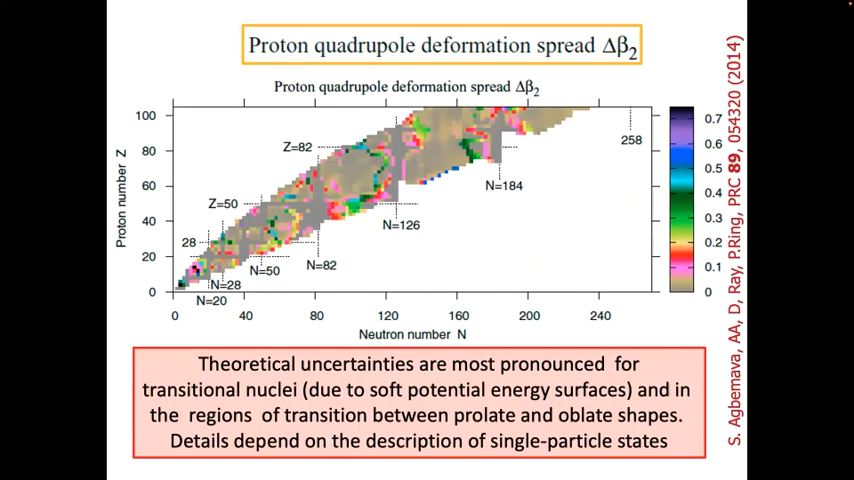 Proton quadrupole deformation spread Δβ₂
Proton quadrupole deformation spread Δβ₂
Proton number Z
100
80
60
40
20
0
Z=82
Z=50
28
N=20
N=28
N=50
N=82
N=126
N=184
258
0
40
80
120
160
200
240
Neutron number N
0.7
0.6
0.5
0.4
0.3
0.2
0.1
0
S. Agbemava, AA, D, Ray, P.Ring, PRC 89, 054320 (2014)
Theoretical uncertainties are most pronounced for
transitional nuclei (due to soft potential energy surfaces) and in
the regions of transition between prolate and oblate shapes.
Details depend on the description of single-particle states